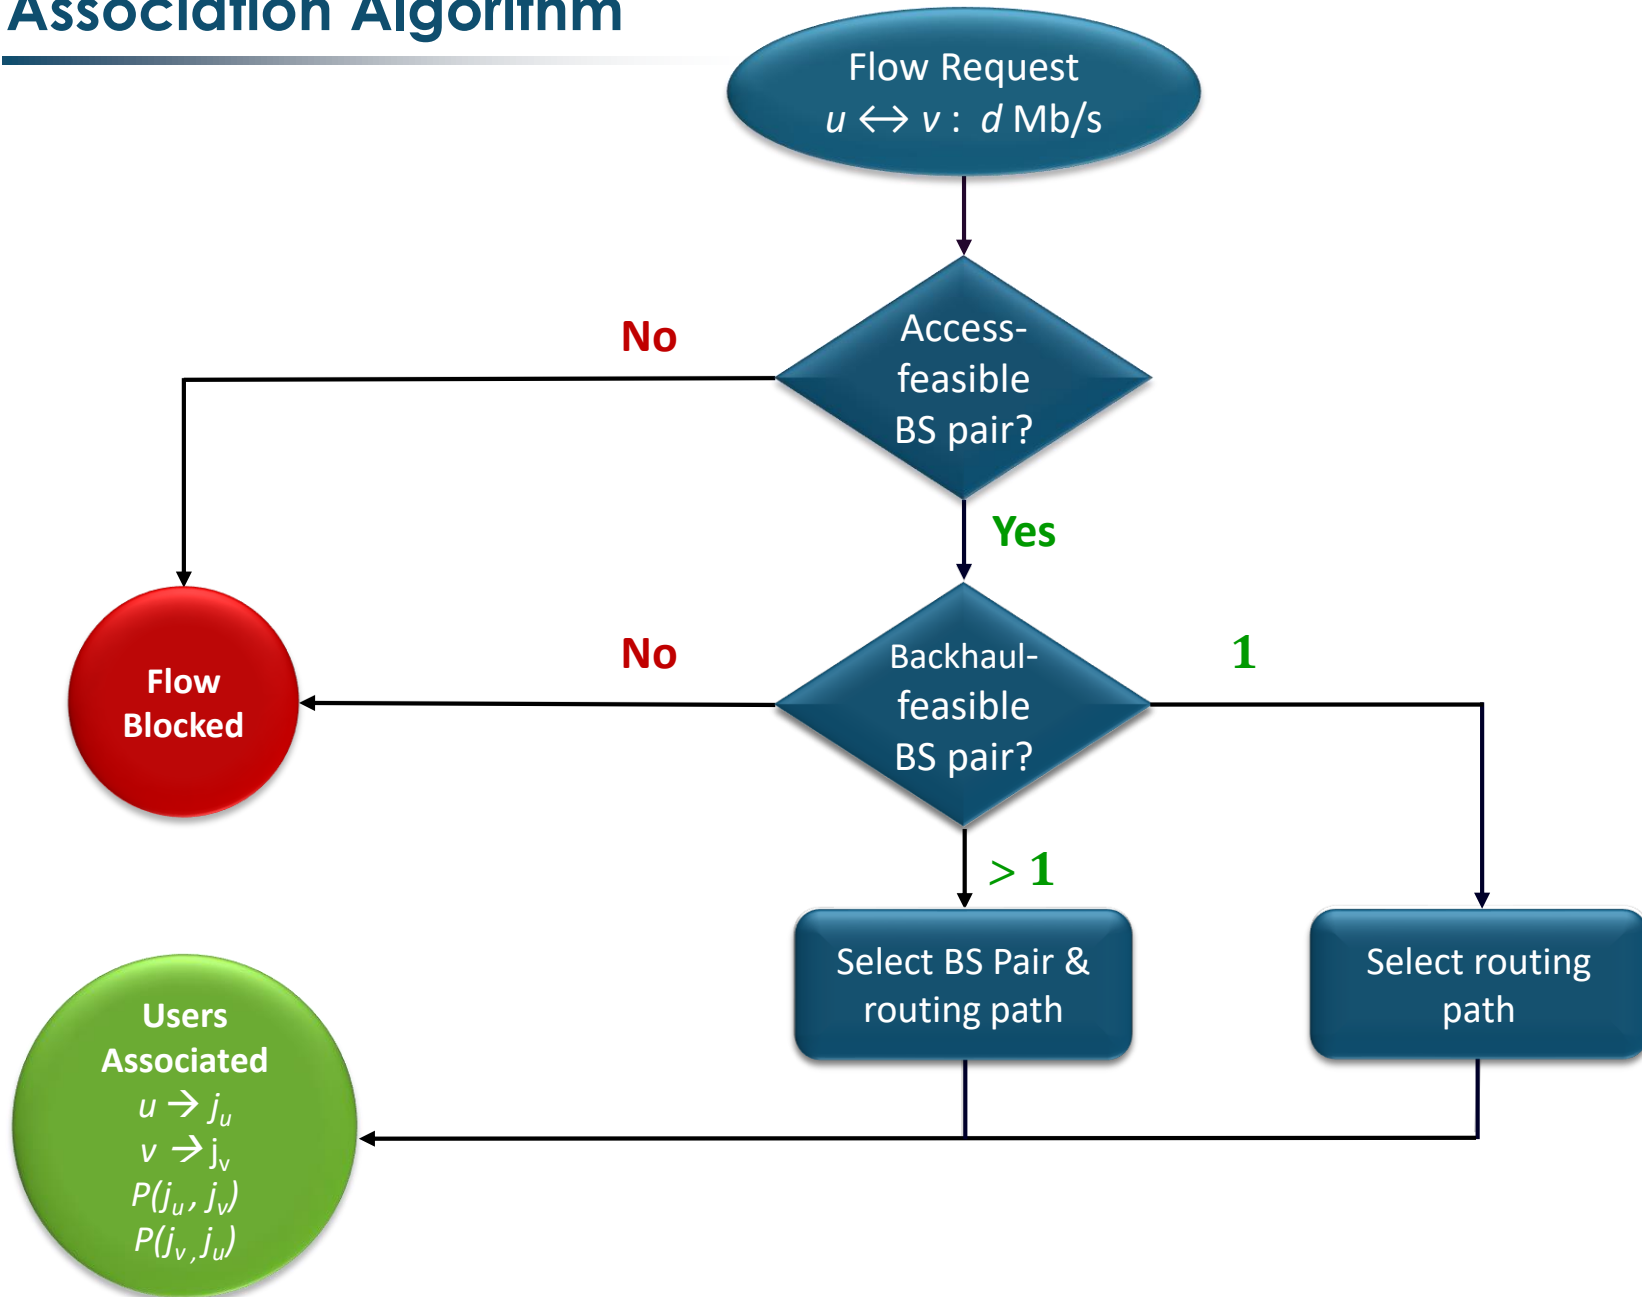 Association Algorithm
Flow Request
u ↔ v : d Mb/s
Access-
feasible
BS pair?
No
Yes
Backhaul-
feasible
BS pair?
No
1
> 1
Flow
Blocked
Select BS Pair &
routing path
Select routing
path
Users
Associated
u → j_u
v → j_v
P(j_u , j_v)
P(j_v , j_u)